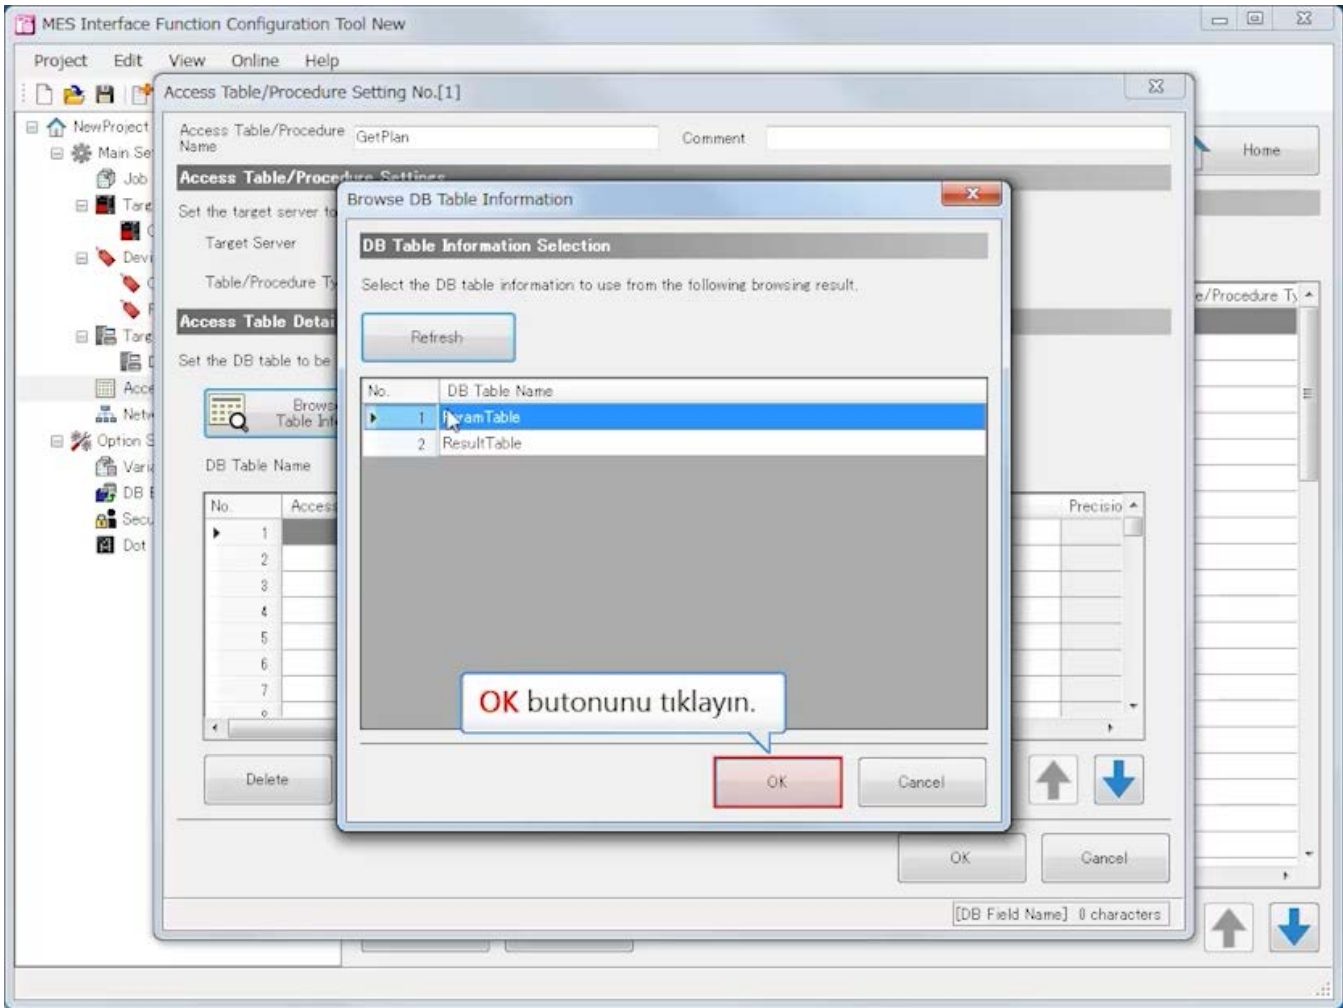 MES Interface Function Configuration Tool New
Project Edit View Online Help
Access Table/Procedure Setting No.[1]
NewProject
Main Se
Job
Targ
Devi
Targ
Acce
Netw
Option S
Vari
DB
Secu
Dot
Access Table/Procedure
Name
GetPlan
Comment
Home
Access Table/Procedure Settings
Set the target server to
Target Server
Table/Procedure Ty
Access Table Detai
Set the DB table to be
Brows
Table Inf
DB Table Name
No. Access
Precisio
1
2
3
4
5
6
7
e/Procedure Ty
Browse DB Table Information
DB Table Information Selection
Select the DB table information to use from the following browsing result.
Refresh
No. DB Table Name
1 ParamTable
2 ResultTable
OK butonunu tıklayın.
OK Cancel
Delete
OK Cancel
[DB Field Name] 0 characters